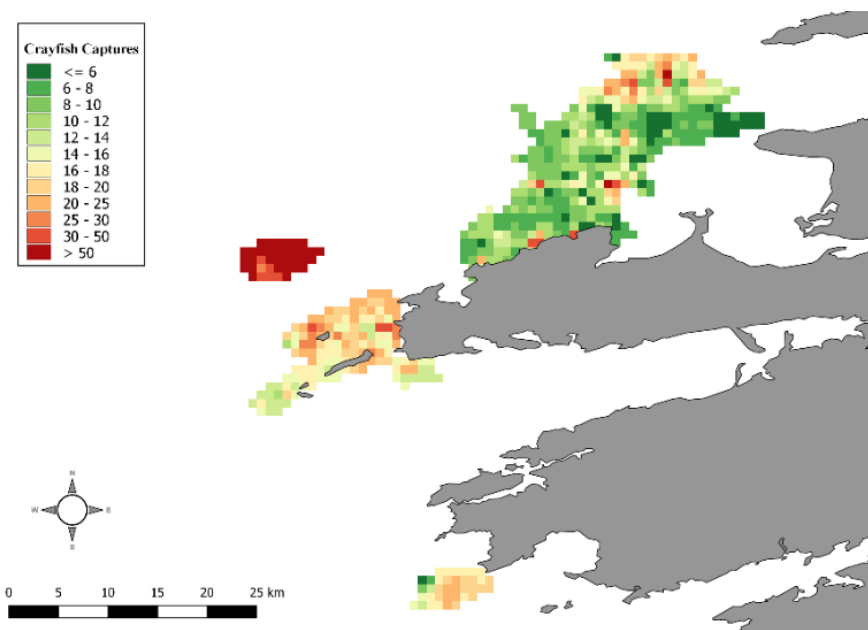 Crayfish Captures
<= 6
6 - 8
8 - 10
10 - 12
12 - 14
14 - 16
16 - 18
18 - 20
20 - 25
25 - 30
30 - 50
> 50
N
W E
S
0 5 10 15 20 25 km